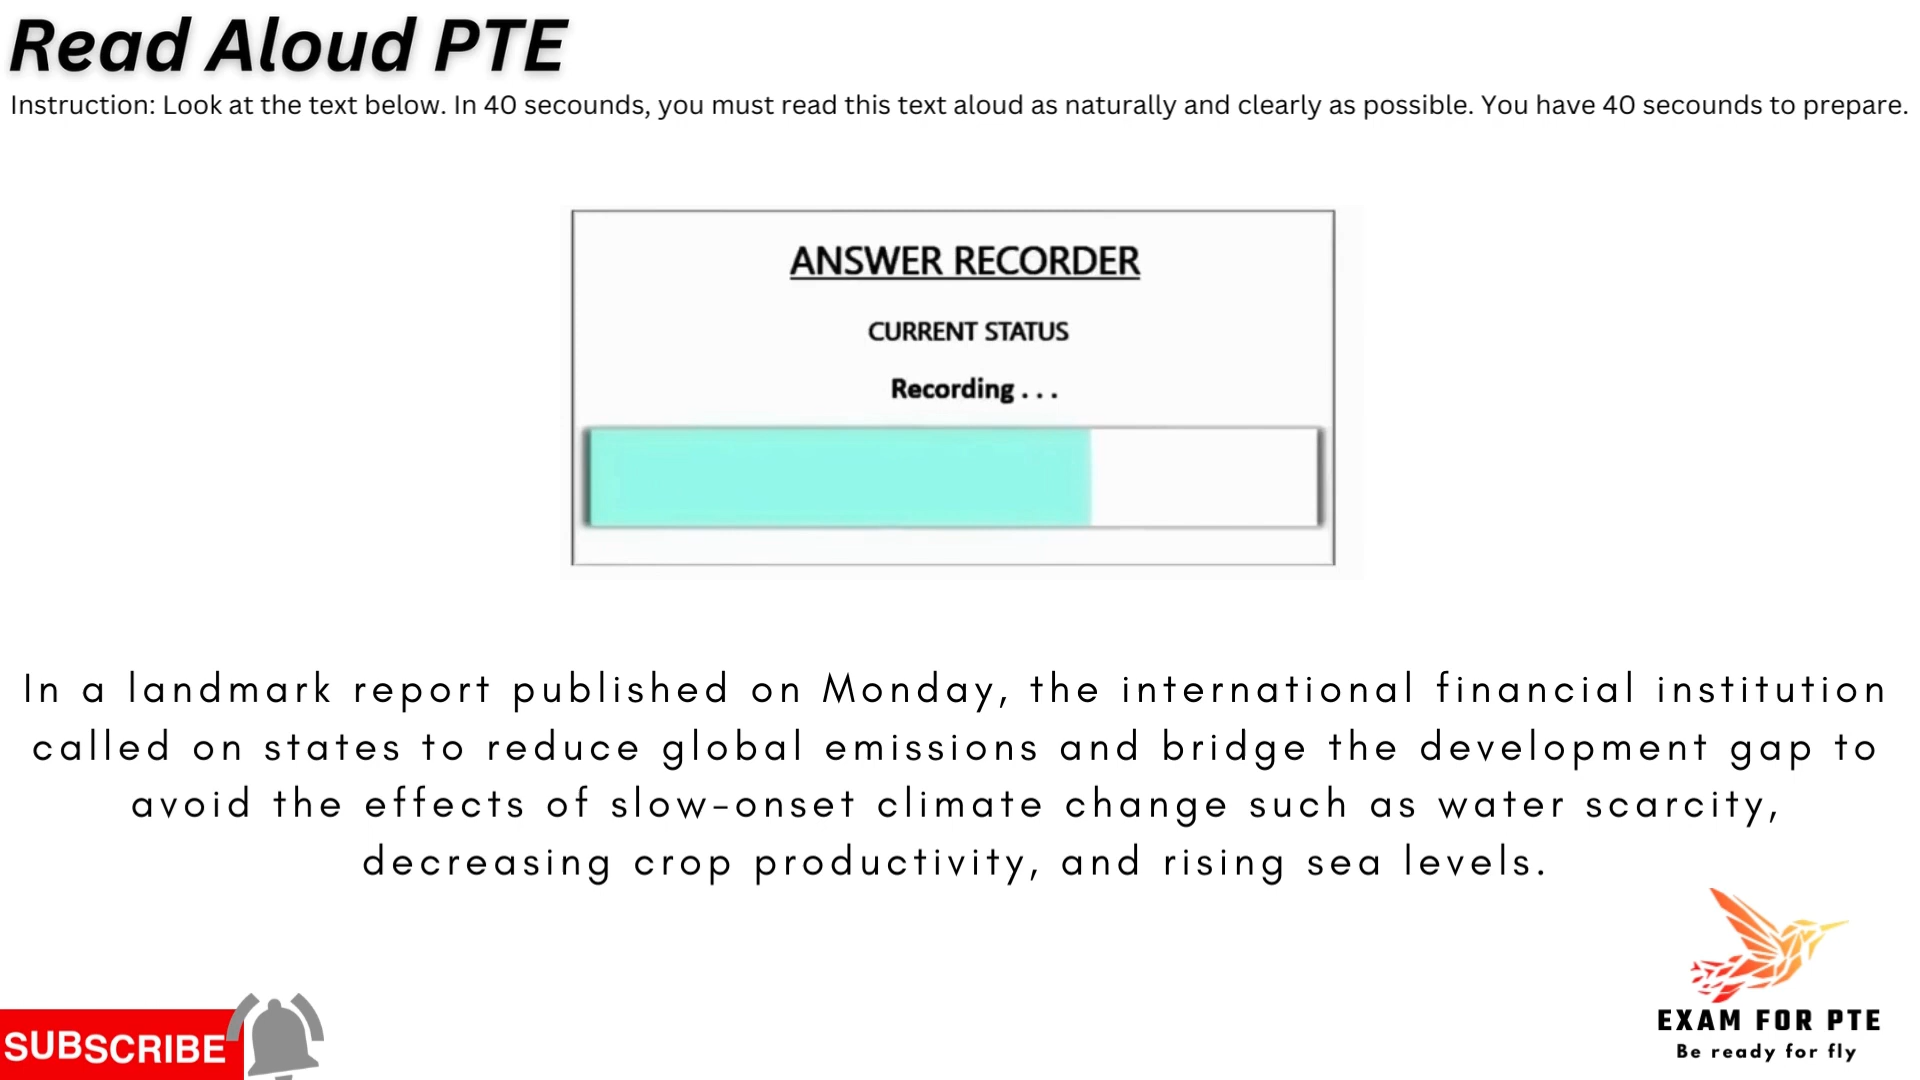 Read Aloud PTE
Instruction: Look at the text below. In 40 secounds, you must read this text aloud as naturally and clearly as possible. You have 40 secounds to prepare.
ANSWER RECORDER
CURRENT STATUS
Recording . . .
In a landmark report published on Monday, the international financial institution
called on states to reduce global emissions and bridge the development gap to
avoid the effects of slow-onset climate change such as water scarcity,
decreasing crop productivity, and rising sea levels.
SUBSCRIBE
EXAM FOR PTE
Be ready for fly